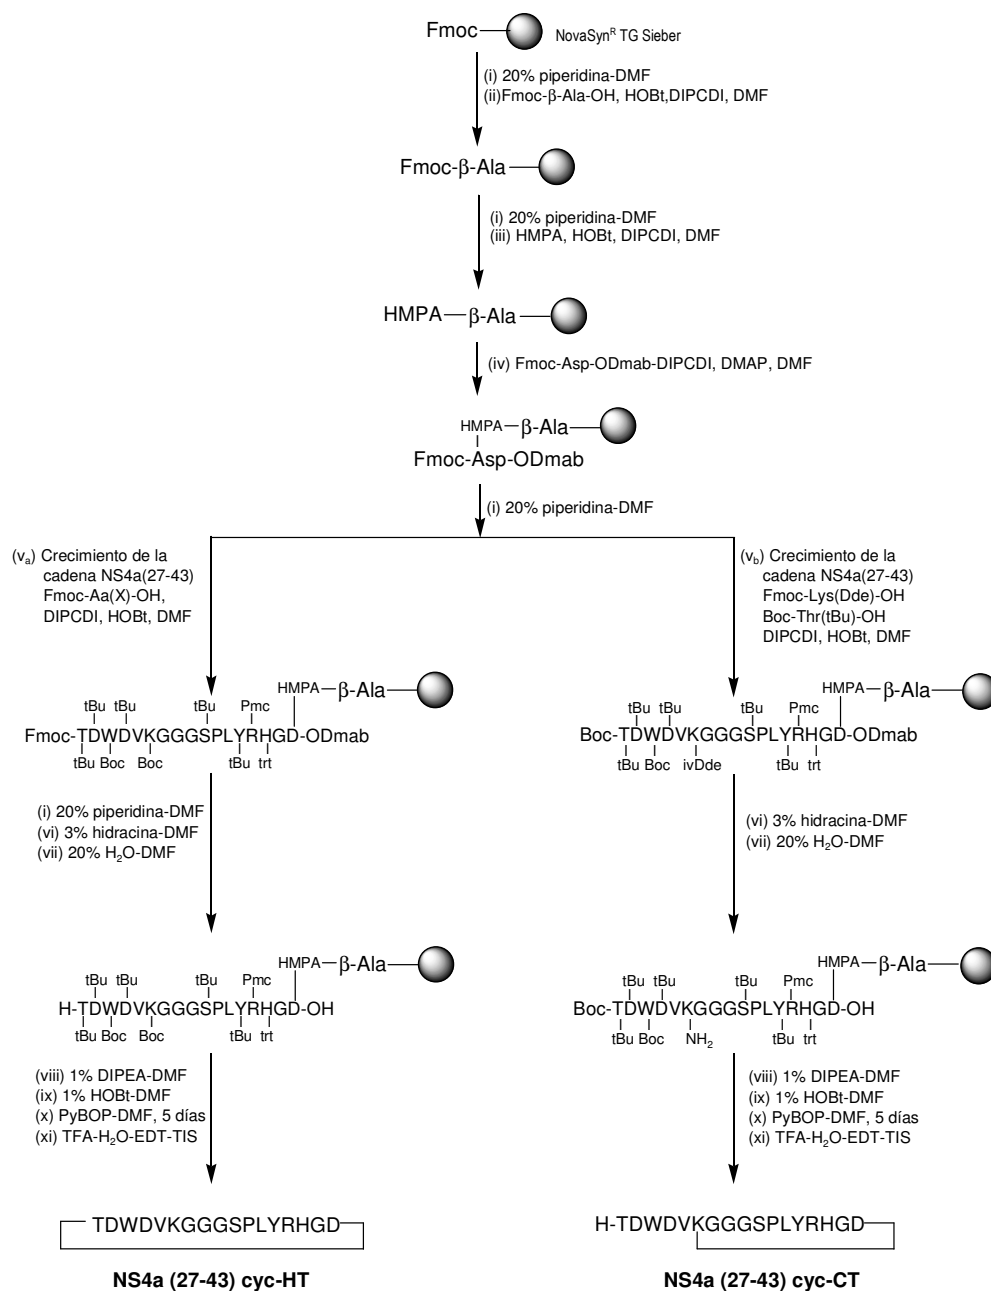 Fmoc
NovaSyn^R TG Sieber
(i) 20% piperidina-DMF
(ii)Fmoc-β-Ala-OH, HOBt,DIPCDI, DMF
Fmoc-β-Ala
(i) 20% piperidina-DMF
(iii) HMPA, HOBt, DIPCDI, DMF
HMPA—β-Ala
(iv) Fmoc-Asp-ODmab-DIPCDI, DMAP, DMF
HMPA—β-Ala
Fmoc-Asp-ODmab
(i) 20% piperidina-DMF
(v_a) Crecimiento de la
cadena NS4a(27-43)
Fmoc-Aa(X)-OH,
DIPCDI, HOBt, DMF
HMPA—β-Ala
tBu tBu tBu Pmc
Fmoc-TDWDVKGGGSPLYRHGD-ODmab
tBu Boc Boc tBu trt
(i) 20% piperidina-DMF
(vi) 3% hidracina-DMF
(vii) 20% H₂O-DMF
HMPA—β-Ala
tBu tBu tBu Pmc
H-TDWDVKGGGSPLYRHGD-OH
tBu Boc Boc tBu trt
(viii) 1% DIPEA-DMF
(ix) 1% HOBt-DMF
(x) PyBOP-DMF, 5 días
(xi) TFA-H₂O-EDT-TIS
TDWDVKGGGSPLYRHGD
NS4a (27-43) cyc-HT
(v_b) Crecimiento de la
cadena NS4a(27-43)
Fmoc-Lys(Dde)-OH
Boc-Thr(tBu)-OH
DIPCDI, HOBt, DMF
HMPA—β-Ala
tBu tBu tBu Pmc
Boc-TDWDVKGGGSPLYRHGD-ODmab
tBu Boc ivDde tBu trt
(vi) 3% hidracina-DMF
(vii) 20% H₂O-DMF
HMPA—β-Ala
tBu tBu tBu Pmc
Boc-TDWDVKGGGSPLYRHGD-OH
tBu Boc NH₂ tBu trt
(viii) 1% DIPEA-DMF
(ix) 1% HOBt-DMF
(x) PyBOP-DMF, 5 días
(xi) TFA-H₂O-EDT-TIS
H-TDWDVKGGGSPLYRHGD
NS4a (27-43) cyc-CT